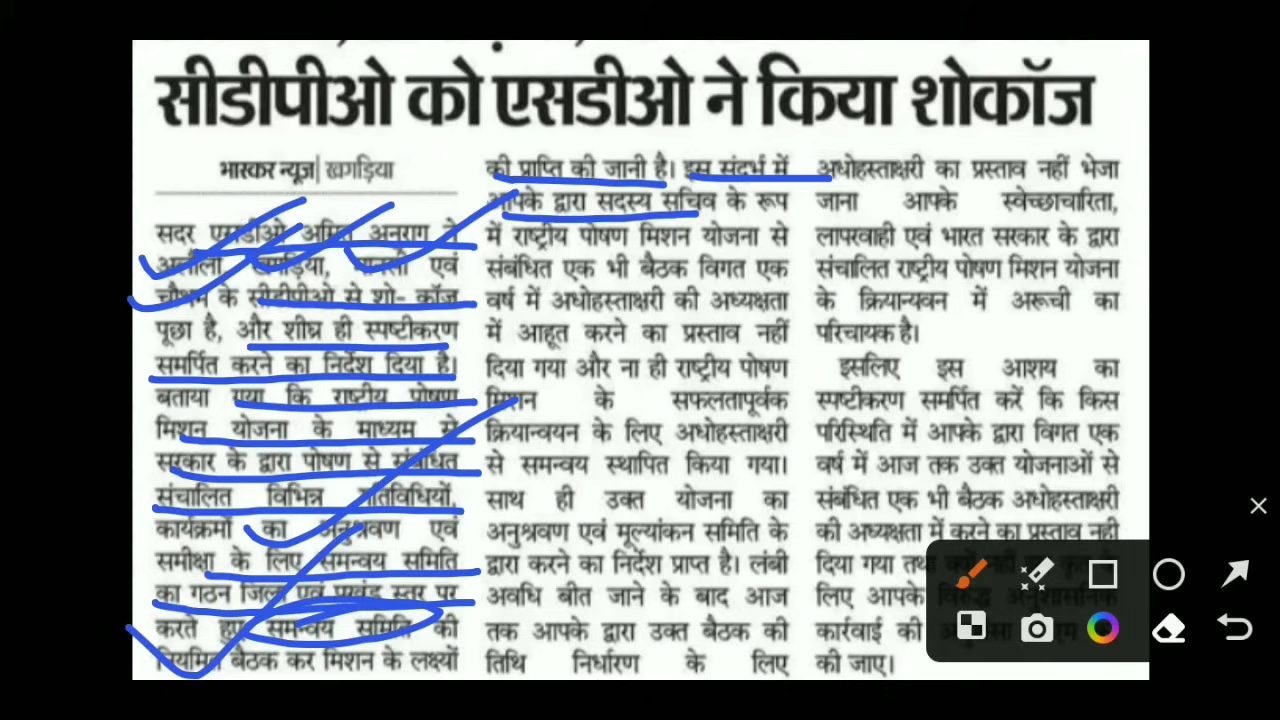 सीडीपीओ को एसडीओ ने किया शोकॉज
भास्कर न्यूज| खगड़िया
सदर एसडीओ अमित अनुराग ने
अलौली खगड़िया, मानसी एवं
चौथम के सीडीपीओ से शो- कॉज
पूछा है, और शीघ्र ही स्पष्टीकरण
समर्पित करने का निर्देश दिया है।
बताया गया कि राष्ट्रीय पोषण
मिशन योजना के माध्यम से
सरकार के द्वारा पोषण से संबंधित
संचालित विभिन्न गतिविधियों,
कार्यक्रमों का अनुश्रवण एवं
समीक्षा के लिए समन्वय समिति
का गठन जिला एवं प्रखंड स्तर पर
करते हुए समन्वय समिति की
नियमित बैठक कर मिशन के लक्ष्यों
की प्राप्ति की जानी है। इस संदर्भ में
आपके द्वारा सदस्य सचिव के रूप
में राष्ट्रीय पोषण मिशन योजना से
संबंधित एक भी बैठक विगत एक
वर्ष में अधोहस्ताक्षरी की अध्यक्षता
में आहूत करने का प्रस्ताव नहीं
दिया गया और ना ही राष्ट्रीय पोषण
मिशन के सफलतापूर्वक
क्रियान्वयन के लिए अधोहस्ताक्षरी
से समन्वय स्थापित किया गया।
साथ ही उक्त योजना का
अनुश्रवण एवं मूल्यांकन समिति के
द्वारा करने का निर्देश प्राप्त है। लंबी
अवधि बीत जाने के बाद आज
तक आपके द्वारा उक्त बैठक की
तिथि निर्धारण के लिए
अधोहस्ताक्षरी का प्रस्ताव नहीं भेजा
जाना आपके स्वेच्छाचारिता,
लापरवाही एवं भारत सरकार के द्वारा
संचालित राष्ट्रीय पोषण मिशन योजना
के क्रियान्यवन में अरूची का
परिचायक है।
इसलिए इस आशय का
स्पष्टीकरण समर्पित करें कि किस
परिस्थिति में आपके द्वारा विगत एक
वर्ष में आज तक उक्त योजनाओं से
संबंधित एक भी बैठक अधोहस्ताक्षरी
की अध्यक्षता में करने का प्रस्ताव नही
दिया गया तथा
लिए आपके
कार्रवाई की
की जाए।